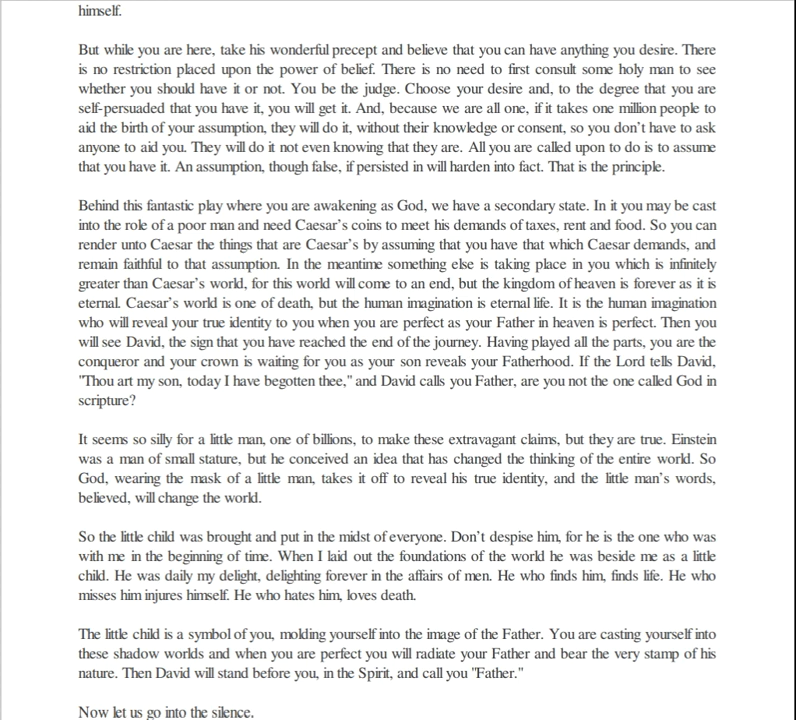 himself.
But while you are here, take his wonderful precept and believe that you can have anything you desire. There
is no restriction placed upon the power of belief. There is no need to first consult some holy man to see
whether you should have it or not. You be the judge. Choose your desire and, to the degree that you are
self-persuaded that you have it, you will get it. And, because we are all one, if it takes one million people to
aid the birth of your assumption, they will do it, without their knowledge or consent, so you don't have to ask
anyone to aid you. They will do it not even knowing that they are. All you are called upon to do is to assume
that you have it. An assumption, though false, if persisted in will harden into fact. That is the principle.
Behind this fantastic play where you are awakening as God, we have a secondary state. In it you may be cast
into the role of a poor man and need Caesar's coins to meet his demands of taxes, rent and food. So you can
render unto Caesar the things that are Caesar's by assuming that you have that which Caesar demands, and
remain faithful to that assumption. In the meantime something else is taking place in you which is infinitely
greater than Caesar's world, for this world will come to an end, but the kingdom of heaven is forever as it is
eternal. Caesar's world is one of death, but the human imagination is eternal life. It is the human imagination
who will reveal your true identity to you when you are perfect as your Father in heaven is perfect. Then you
will see David, the sign that you have reached the end of the journey. Having played all the parts, you are the
conqueror and your crown is waiting for you as your son reveals your Fatherhood. If the Lord tells David,
"Thou art my son, today I have begotten thee," and David calls you Father, are you not the one called God in
scripture?
It seems so silly for a little man, one of billions, to make these extravagant claims, but they are true. Einstein
was a man of small stature, but he conceived an idea that has changed the thinking of the entire world. So
God, wearing the mask of a little man, takes it off to reveal his true identity, and the little man's words,
believed, will change the world.
So the little child was brought and put in the midst of everyone. Don't despise him, for he is the one who was
with me in the beginning of time. When I laid out the foundations of the world he was beside me as a little
child. He was daily my delight, delighting forever in the affairs of men. He who finds him, finds life. He who
misses him injures himself. He who hates him, loves death.
The little child is a symbol of you, molding yourself into the image of the Father. You are casting yourself into
these shadow worlds and when you are perfect you will radiate your Father and bear the very stamp of his
nature. Then David will stand before you, in the Spirit, and call you "Father."
Now let us go into the silence.